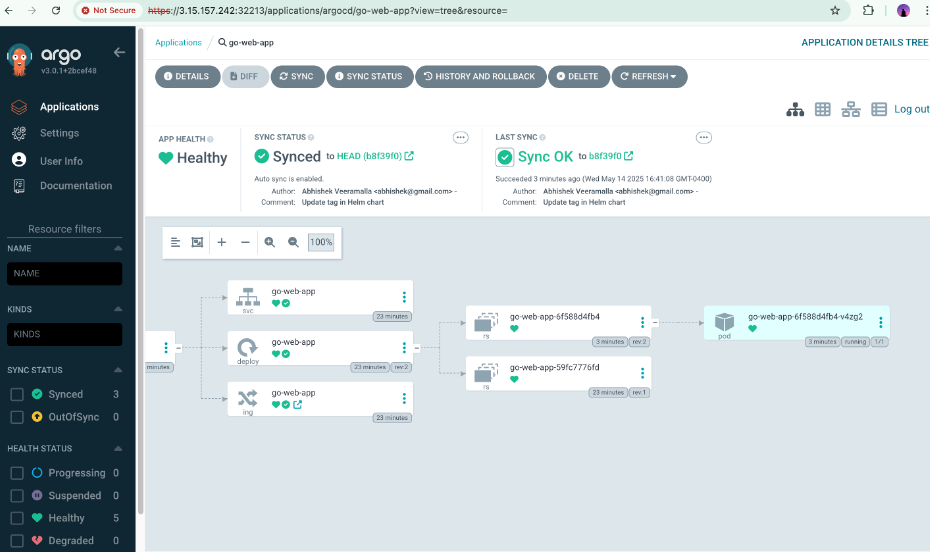 Not Secure https://3.15.157.242:32213/applications/argocd/go-web-app?view=tree&resource=
argo
v3.0.1+2bcef48
Applications
Settings
User Info
Documentation
Resource filters
NAME
NAME
KINDS
KINDS
SYNC STATUS
Synced 3
OutOfSync 0
HEALTH STATUS
Progressing 0
Suspended 0
Healthy 5
Degraded 0
Applications / go-web-app APPLICATION DETAILS TREE
DETAILS DIFF SYNC SYNC STATUS HISTORY AND ROLLBACK DELETE REFRESH
Log out
APP HEALTH
Healthy
SYNC STATUS
Synced to HEAD (b8f39f0)
Auto sync is enabled.
Author: Abhishek Veeramalla <abhishek@gmail.com> -
Comment: Update tag in Helm chart
LAST SYNC
Sync OK to b8f39f0
Succeeded 3 minutes ago (Wed May 14 2025 16:41:08 GMT-0400)
Author: Abhishek Veeramalla <abhishek@gmail.com> -
Comment: Update tag in Helm chart
100%
minutes
go-web-app
svc
23 minutes
go-web-app
deploy
23 minutes rev:2
go-web-app
ing
23 minutes
go-web-app-6f588d4fb4
rs
3 minutes rev:2
go-web-app-59fc7776fd
rs
23 minutes rev:1
go-web-app-6f588d4fb4-v4zg2
pod
3 minutes running 1/1